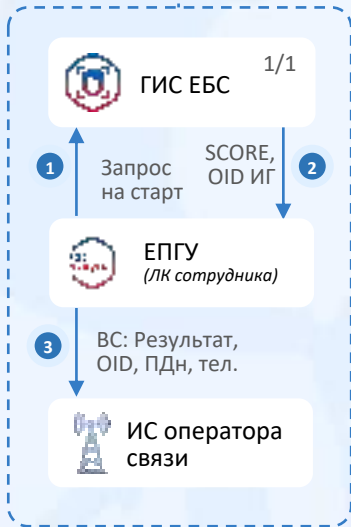 1/1
ГИС ЕБС
1
Запрос
на старт
SCORE,
OID ИГ
2
ЕПГУ
(ЛК сотрудника)
3
ВС: Результат,
OID, ПДн, тел.
ИС оператора
связи